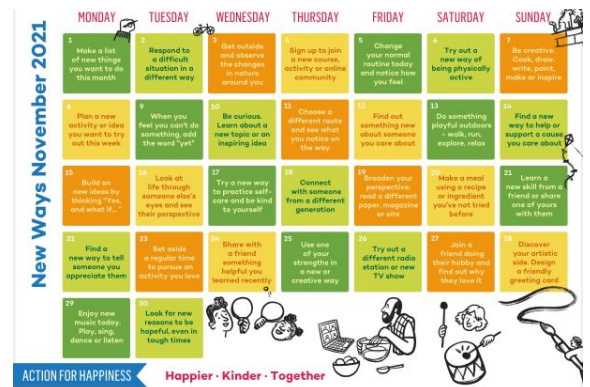 MONDAY TUESDAY WEDNESDAY THURSDAY FRIDAY SATURDAY SUNDAY
New Ways November 2021
1
Make a list
of new things
you want to do
this month
2
Respond to
a difficult
situation in a
different way
3
Get outside
and observe
the changes
in nature
around you
4
Sign up to join
a new course,
activity or online
community
5
Change
your normal
routine today
and notice how
you feel
6
Try out a
new way of
being physically
active
7
Be creative.
Cook, draw,
write, paint,
make or inspire
8
Plan a new
activity or idea
you want to try
out this week
9
When you
feel you can't do
something, add
the word "yet"
10
Be curious.
Learn about a
new topic or an
inspiring idea
11
Choose a
different route
and see what
you notice on
the way
12
Find out
something new
about someone
you care about
13
Do something
playful outdoors
- walk, run,
explore, relax
14
Find a new
way to help or
support a cause
you care about
15
Build on
new ideas by
thinking "Yes,
and what if..."
16
Look at
life through
someone else's
eyes and see
their perspective
17
Try a new way
to practice self-
care and be kind
to yourself
18
Connect
with someone
from a different
generation
19
Broaden your
perspective:
read a different
paper, magazine
or site
20
Make a meal
using a recipe
or ingredient
you've not tried
before
21
Learn a
new skill from a
friend or share
one of yours
with them
22
Find a
new way to tell
someone you
appreciate them
23
Set aside
a regular time
to pursue an
activity you love
24
Share with
a friend
something
helpful you
learned recently
25
Use one
of your
strengths in
a new or
creative way
26
Try out a
different radio
station or new
TV show
27
Join a
friend doing
their hobby and
find out why
they love it
28
Discover
your artistic
side. Design
a friendly
greeting card
29
Enjoy new
music today.
Play, sing,
dance or listen
30
Look for new
reasons to be
hopeful, even in
tough times
ACTION FOR HAPPINESS
Happier · Kinder · Together